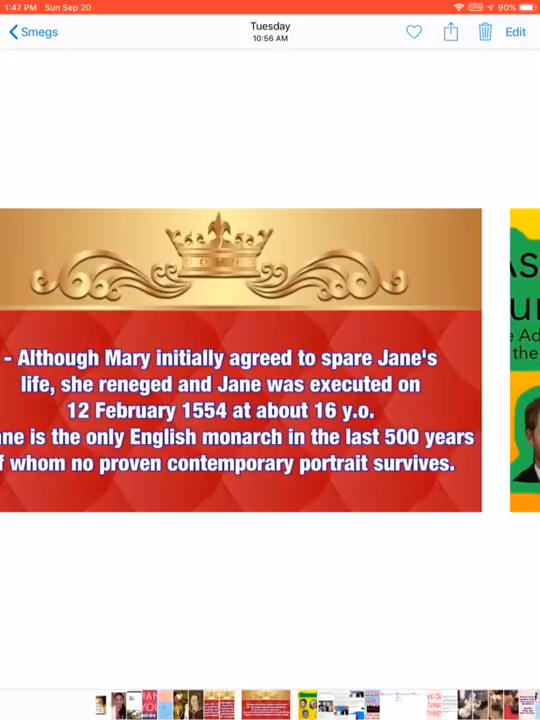 1:47 PM Sun Sep 20
90%
Smegs
Tuesday
10:56 AM
Edit
- Although Mary initially agreed to spare Jane's
life, she reneged and Jane was executed on
12 February 1554 at about 16 y.o.
is the only English monarch in the last 500 years
whom no proven contemporary portrait survives.
the